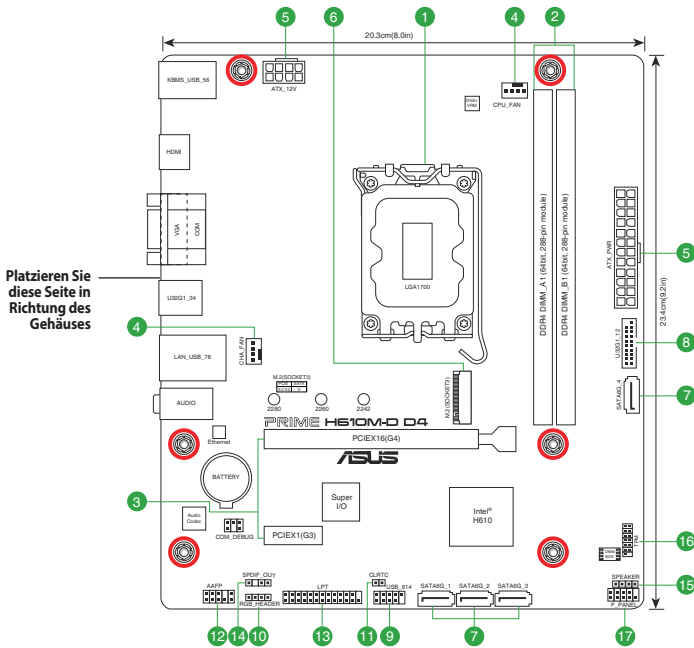 6
1
4
2
5
20.3cm(8.0in)
KBMS_USB_56
ATX_12V
DIGI+
VRM
CPU_FAN
HDMI
VGA
COM
LGA1700
DDR4 DIMM_A1 (64bit, 288-pin module)
DDR4 DIMM_B1 (64bit, 288-pin module)
ATX_PWR
5
23.4cm(9.2in)
Platzieren Sie
diese Seite in
Richtung des
Gehäuses
U32G1_34
4
CHA_FAN
LAN_USB_78
U32G1_12
8
M.2(SOCKET3)
PCIE SATA
2280
2260
2242
M.2(SOCKET3)
SATA6G_4
7
AUDIO
PRIME H610M-D D4
Ethernet
PCIEX16(G4)
ASUS
BATTERY
3
Super
I/O
Intel®
H610
Audio
Codec
COM_DEBUG
PCIEX1(G3)
128Mb
BIOS
TPM
16
SPDIF_OUT
CLRTC
SPEAKER
15
AAFP
RGB_HEADER
LPT
USB_914
SATA6G_1
SATA6G_2
SATA6G_3
F_PANEL
12
14
10
13
11
9
7
17